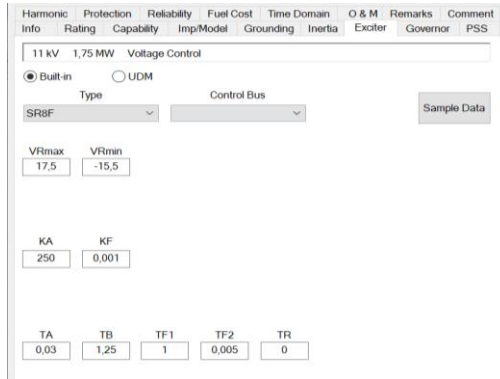 Harmonic Protection Reliability Fuel Cost Time Domain O & M Remarks Comment
Info Rating Capability Imp/Model Grounding Inertia Exciter Governor PSS
11 kV 1,75 MW Voltage Control
Built-in UDM
Type Control Bus
SR8F
Sample Data
VRmax VRmin
17,5 -15,5
KA KF
250 0,001
TA TB TF1 TF2 TR
0,03 1,25 1 0,005 0